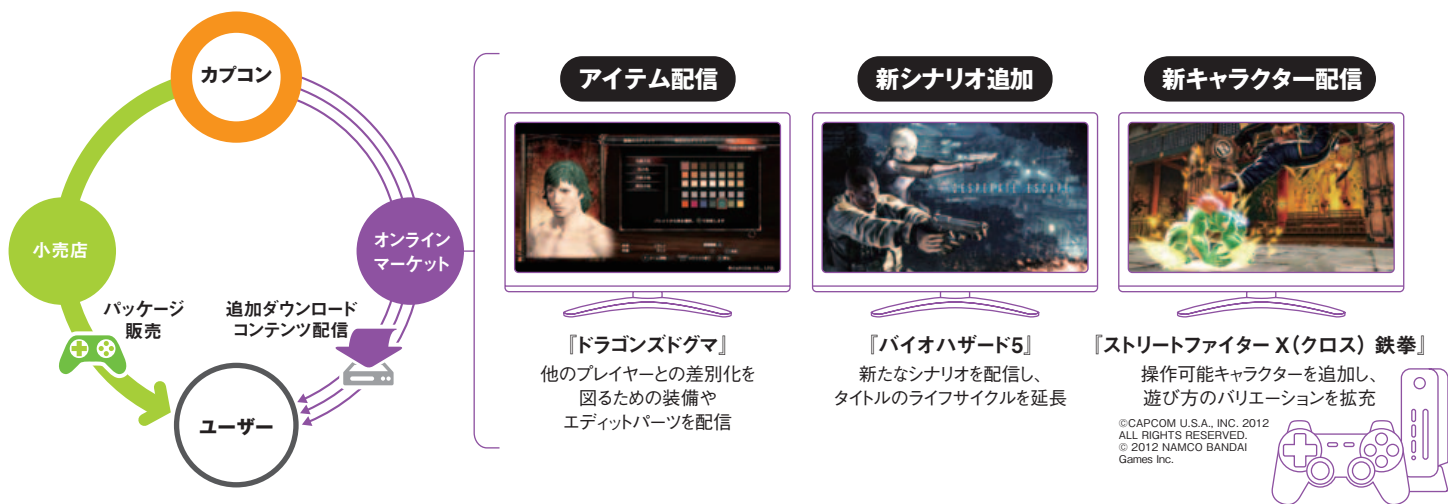 カプコン
小売店
オンライン
マーケット
パッケージ
販売
追加ダウンロード
コンテンツ配信
ユーザー
アイテム配信
『ドラゴンズドグマ』
他のプレイヤーとの差別化を
図るための装備や
エディットパーツを配信
新シナリオ追加
DESPERATE ESCAPE
『バイオハザード5』
新たなシナリオを配信し、
タイトルのライフサイクルを延長
新キャラクター配信
『ストリートファイター X(クロス) 鉄拳』
操作可能キャラクターを追加し、
遊び方のバリエーションを拡充
©CAPCOM U.S.A., INC. 2012
ALL RIGHTS RESERVED.
© 2012 NAMCO BANDAI
Games Inc.